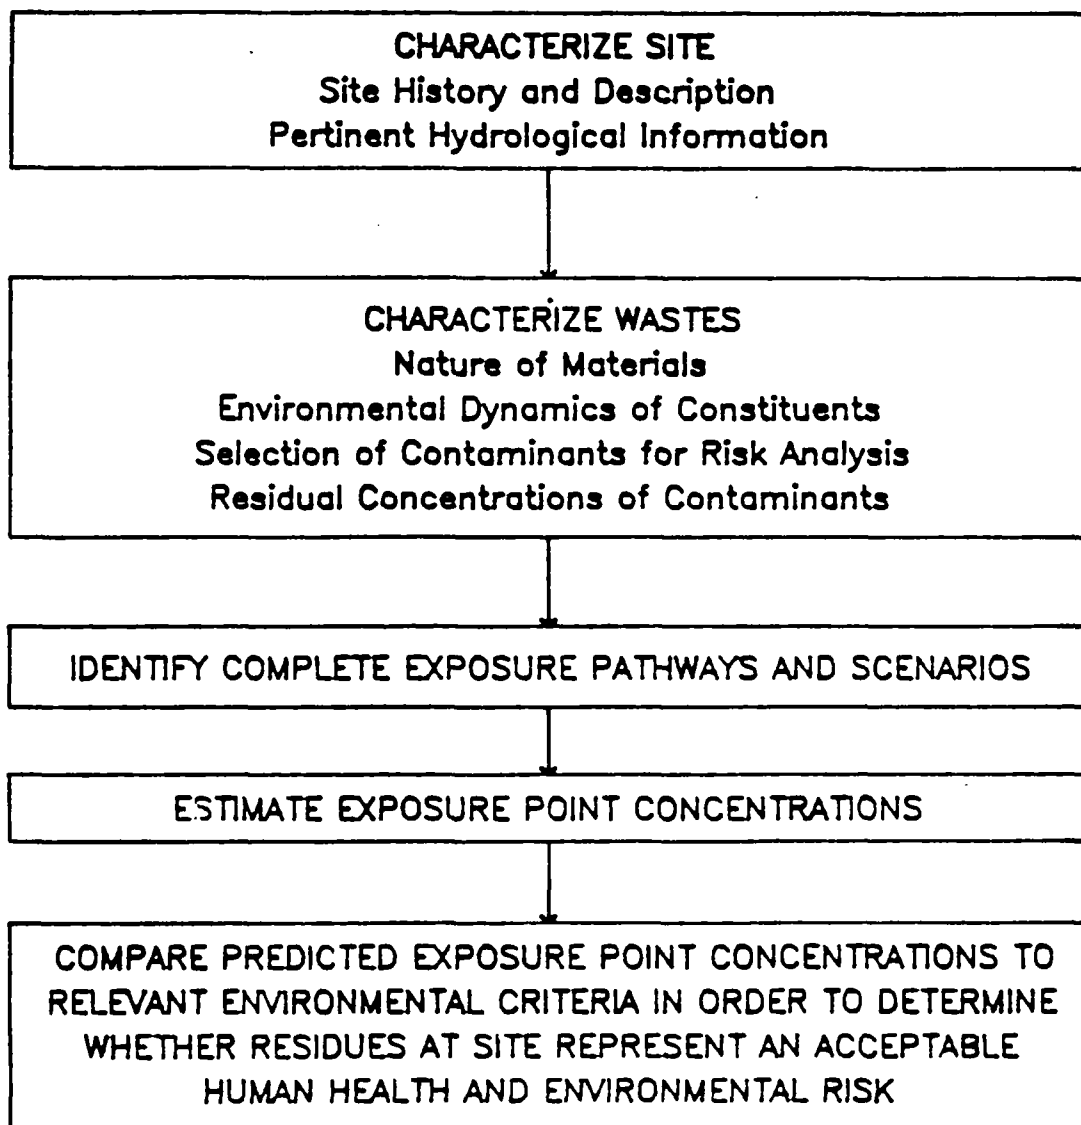 CHARACTERIZE SITE
Site History and Description
Pertinent Hydrological Information
CHARACTERIZE WASTES
Nature of Materials
Environmental Dynamics of Constituents
Selection of Contaminants for Risk Analysis
Residual Concentrations of Contaminants
IDENTIFY COMPLETE EXPOSURE PATHWAYS AND SCENARIOS
ESTIMATE EXPOSURE POINT CONCENTRATIONS
COMPARE PREDICTED EXPOSURE POINT CONCENTRATIONS TO
RELEVANT ENVIRONMENTAL CRITERIA IN ORDER TO DETERMINE
WHETHER RESIDUES AT SITE REPRESENT AN ACCEPTABLE
HUMAN HEALTH AND ENVIRONMENTAL RISK